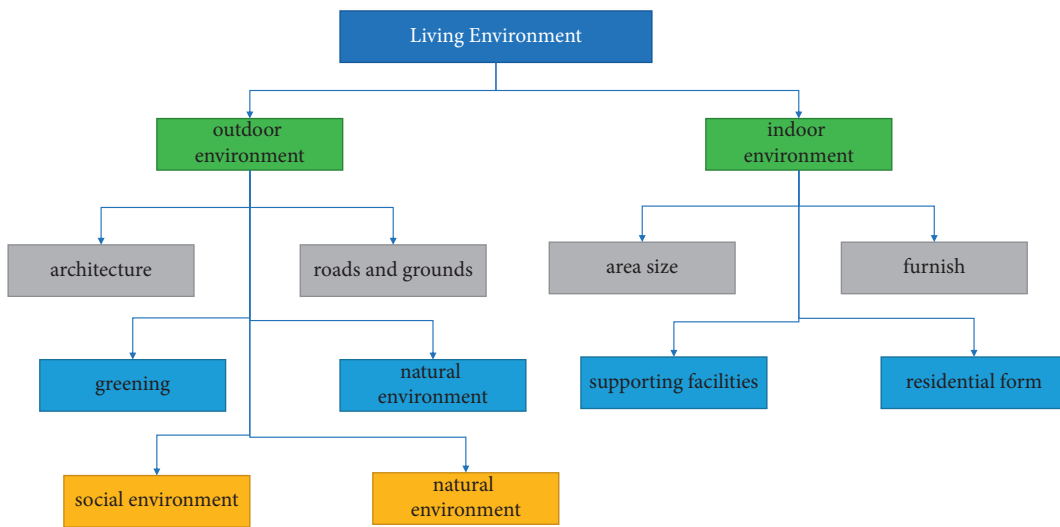 Living Environment
outdoor
environment
indoor
environment
architecture
roads and grounds
area size
furnish
greening
natural
environment
supporting facilities
residential form
social environment
natural
environment